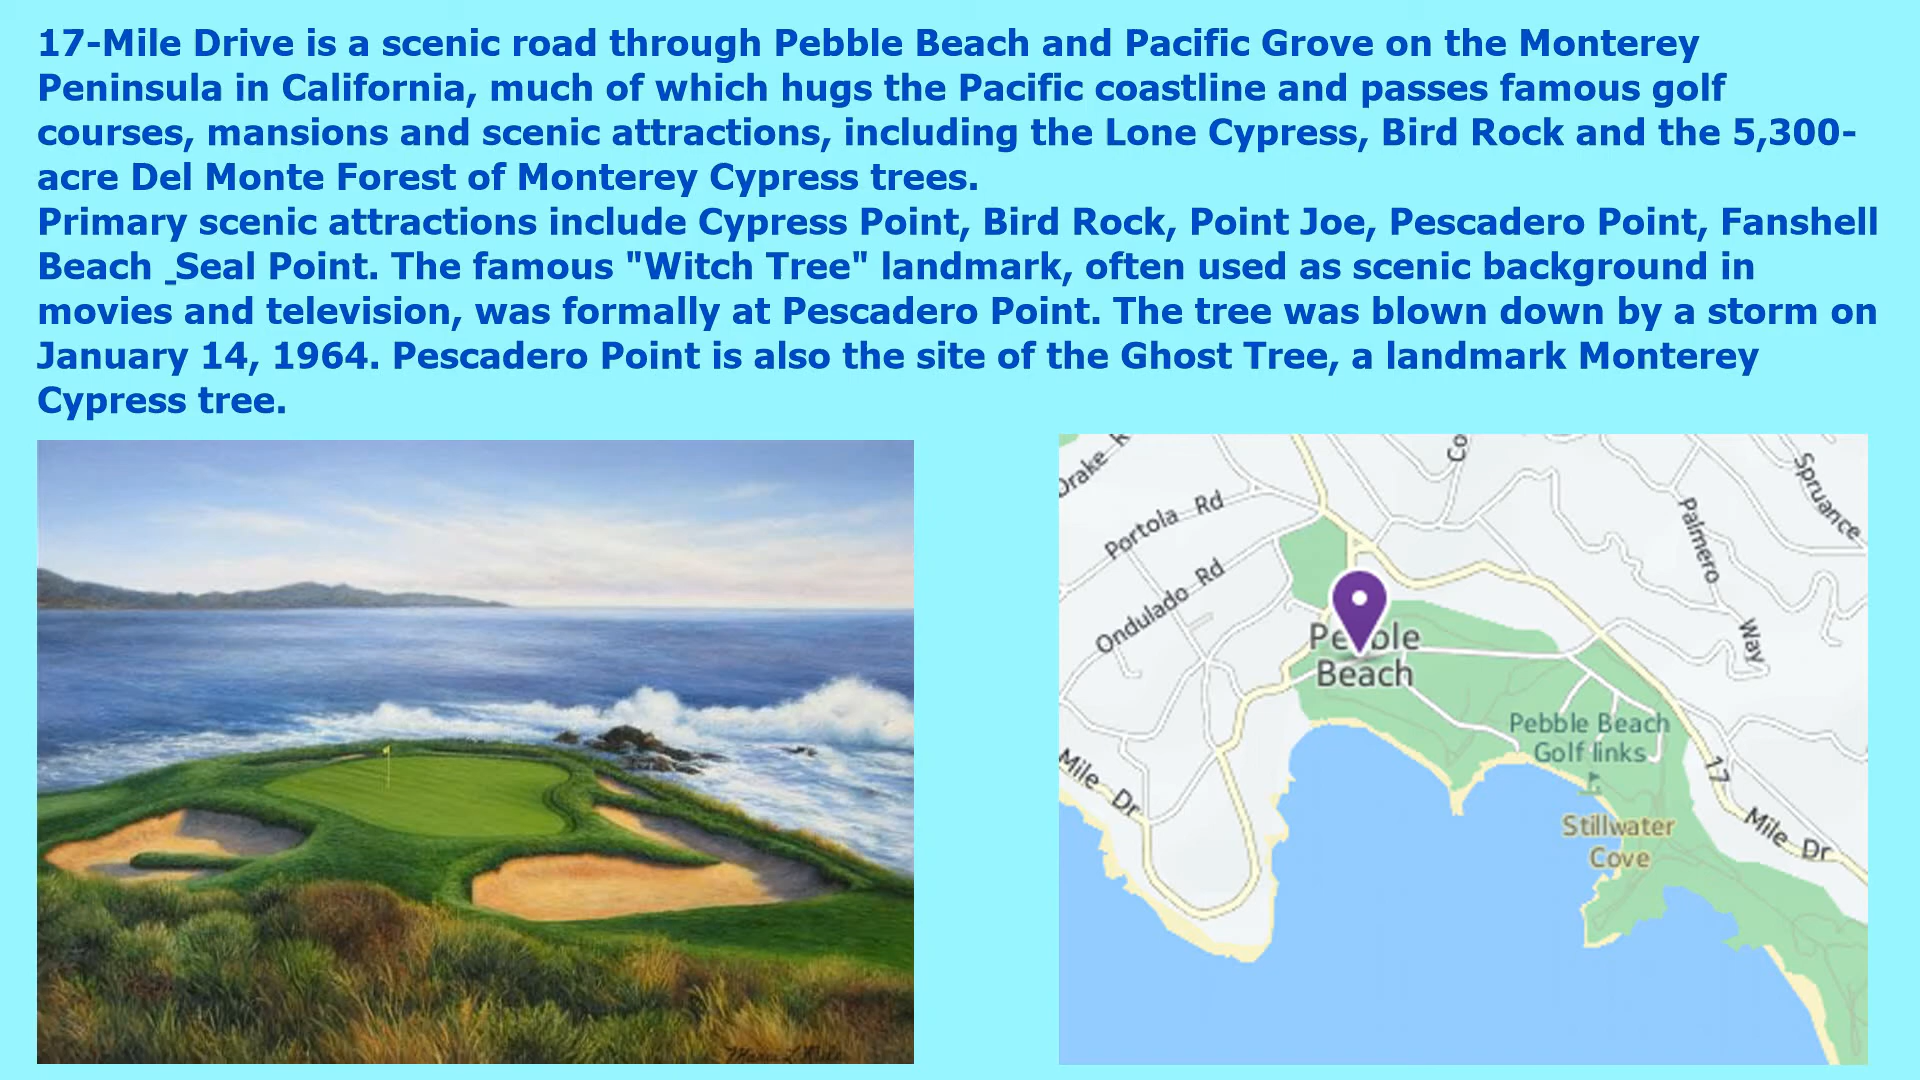 17-Mile Drive is a scenic road through Pebble Beach and Pacific Grove on the Monterey
Peninsula in California, much of which hugs the Pacific coastline and passes famous golf
courses, mansions and scenic attractions, including the Lone Cypress, Bird Rock and the 5,300-
acre Del Monte Forest of Monterey Cypress trees.
Primary scenic attractions include Cypress Point, Bird Rock, Point Joe, Pescadero Point, Fanshell
Beach _Seal Point. The famous "Witch Tree" landmark, often used as scenic background in
movies and television, was formally at Pescadero Point. The tree was blown down by a storm on
January 14, 1964. Pescadero Point is also the site of the Ghost Tree, a landmark Monterey
Cypress tree.
Drake
Portola Rd
Ondulado Rd
Palmero
Way
Spruance
Pebble
Beach
Pebble Beach
Golf links
Stillwater
Cove
Mile Dr
17
Mile Dr